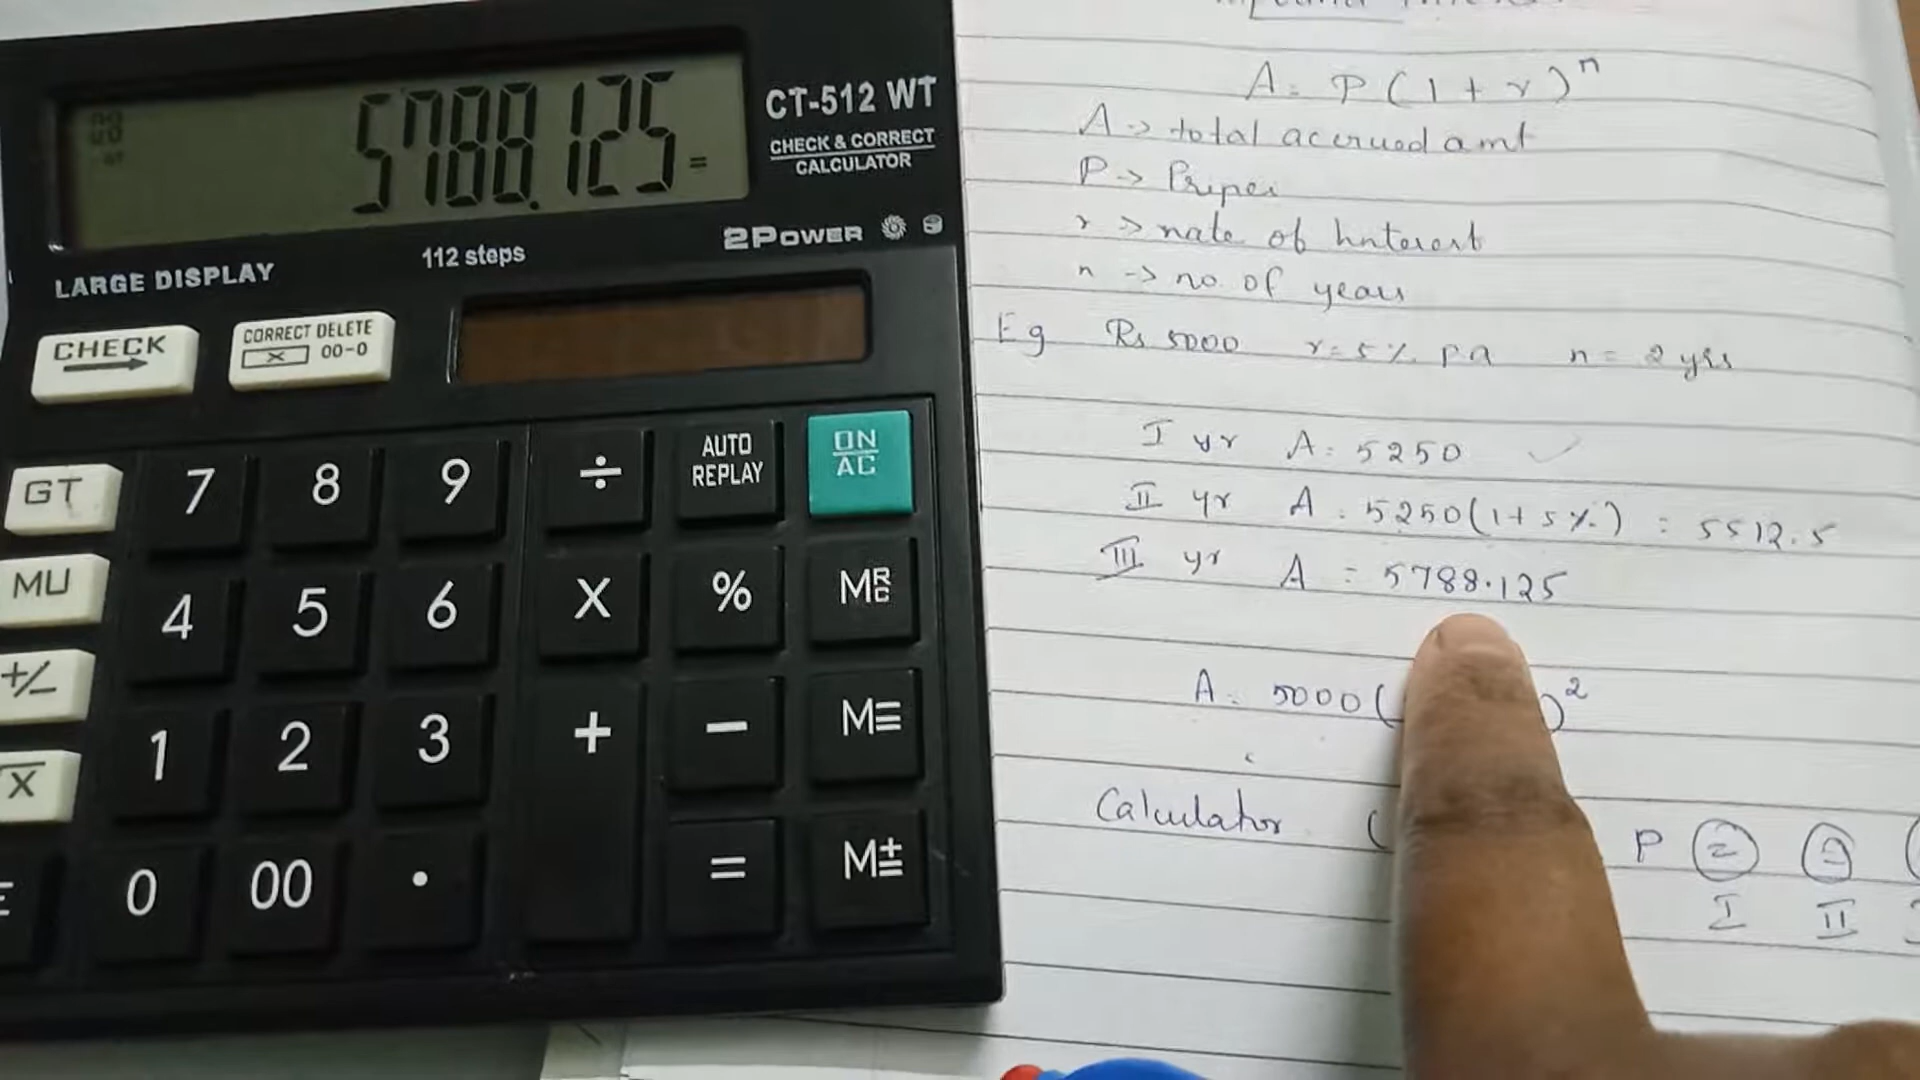 5788.125=
CT-512 WT
CHECK & CORRECT
CALCULATOR
2POWER
112 steps
LARGE DISPLAY
CHECK
CORRECT DELETE
X 00-0
GT 7 8 9 ÷ AUTO REPLAY ON AC
MU 4 5 6 X % MRC
+/- 1 2 3 + - M=
√X 0 00 . = M±
A = P(1+r)^n
A -> total accrued amt
P ->
r -> rate of
n -> no. of years
Eg Rs 5000 r=5% pa n = 2 yrs
I yr A = 5250 ✓
II yr A = 5250(1+5%) = 5512.5
III yr A = 5788.125
A = 5000( )²
Calculator ( P 2 3
I II